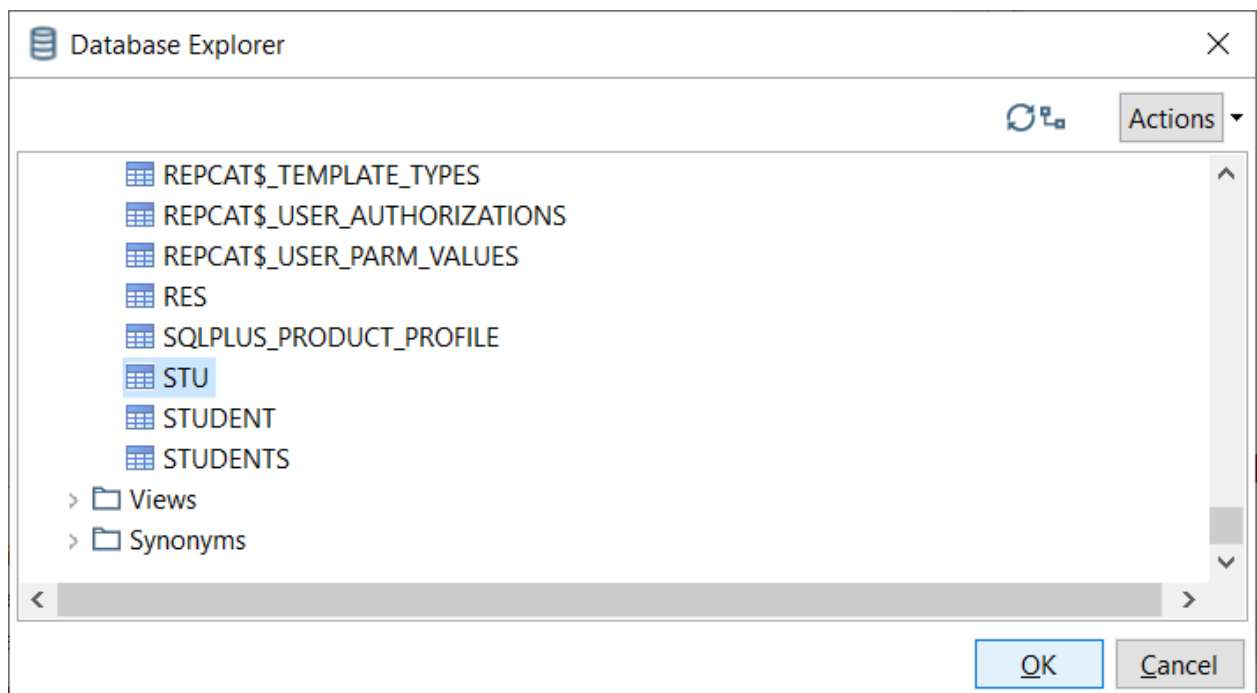 Database Explorer
Actions
REPCAT$_TEMPLATE_TYPES
REPCAT$_USER_AUTHORIZATIONS
REPCAT$_USER_PARM_VALUES
RES
SQLPLUS_PRODUCT_PROFILE
STU
STUDENT
STUDENTS
Views
Synonyms
OK Cancel